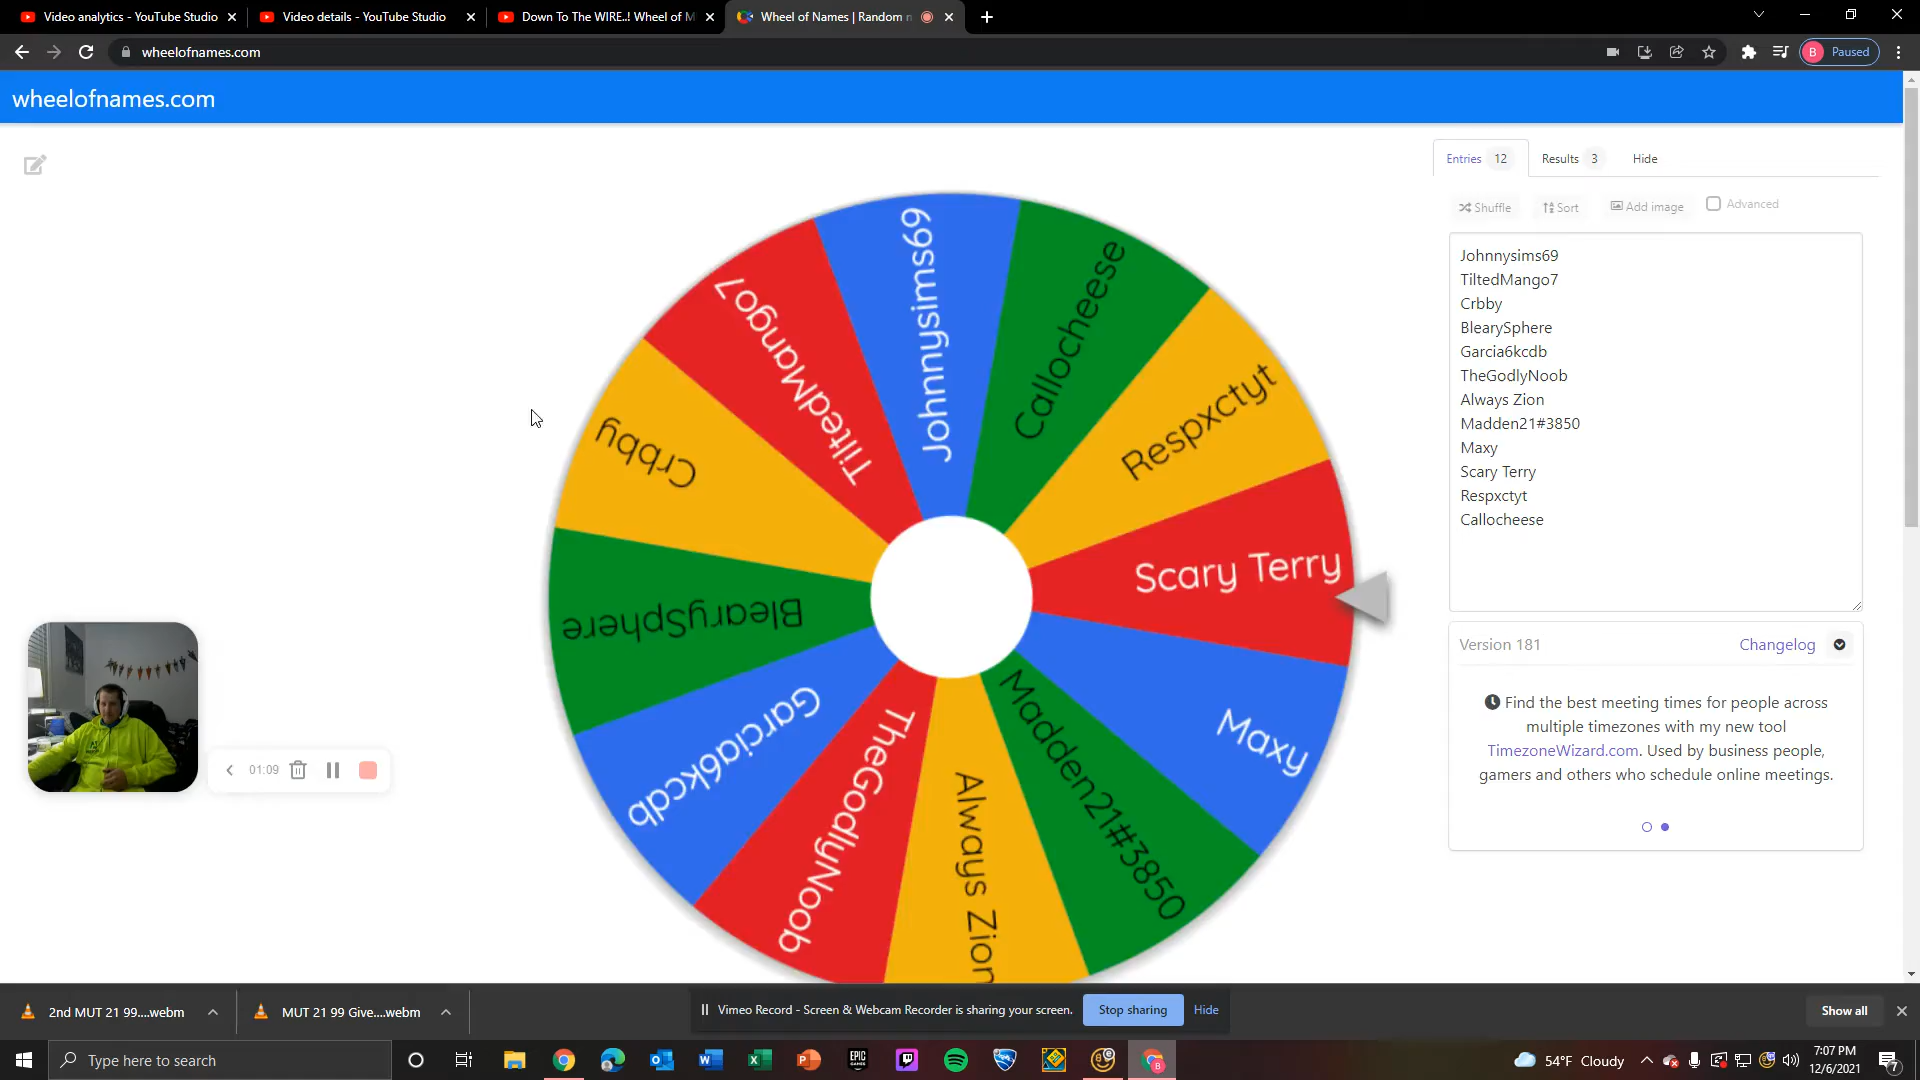 Video analytics - YouTube Studio
Video details - YouTube Studio
Down To The WIRE..! Wheel of M
Wheel of Names | Random n
wheelofnames.com
B Paused
wheelofnames.com
Entries 12
Results 3
Hide
Shuffle
Sort
Add image
Advanced
Johnnysims69
TiltedMango7
Crbby
BlearySphere
Garcia6kcdb
TheGodlyNoob
Always Zion
Madden21#3850
Maxy
Scary Terry
Respxctyt
Callocheese
Johnnysims69
Callocheese
Respxctyt
Scary Terry
Maxy
Madden21#3850
Always Zion
TheGodlyNoob
Garcia6kcdb
BlearySphere
Crbby
TiltedMango7
Version 181
Changelog
Find the best meeting times for people across
multiple timezones with my new tool
TimezoneWizard.com. Used by business people,
gamers and others who schedule online meetings.
01:09
2nd MUT 21 99....webm
MUT 21 99 Give....webm
Vimeo Record - Screen & Webcam Recorder is sharing your screen.
Stop sharing
Hide
Show all
Type here to search
EPIC GAMES
54°F Cloudy
7:07 PM
12/6/2021
7